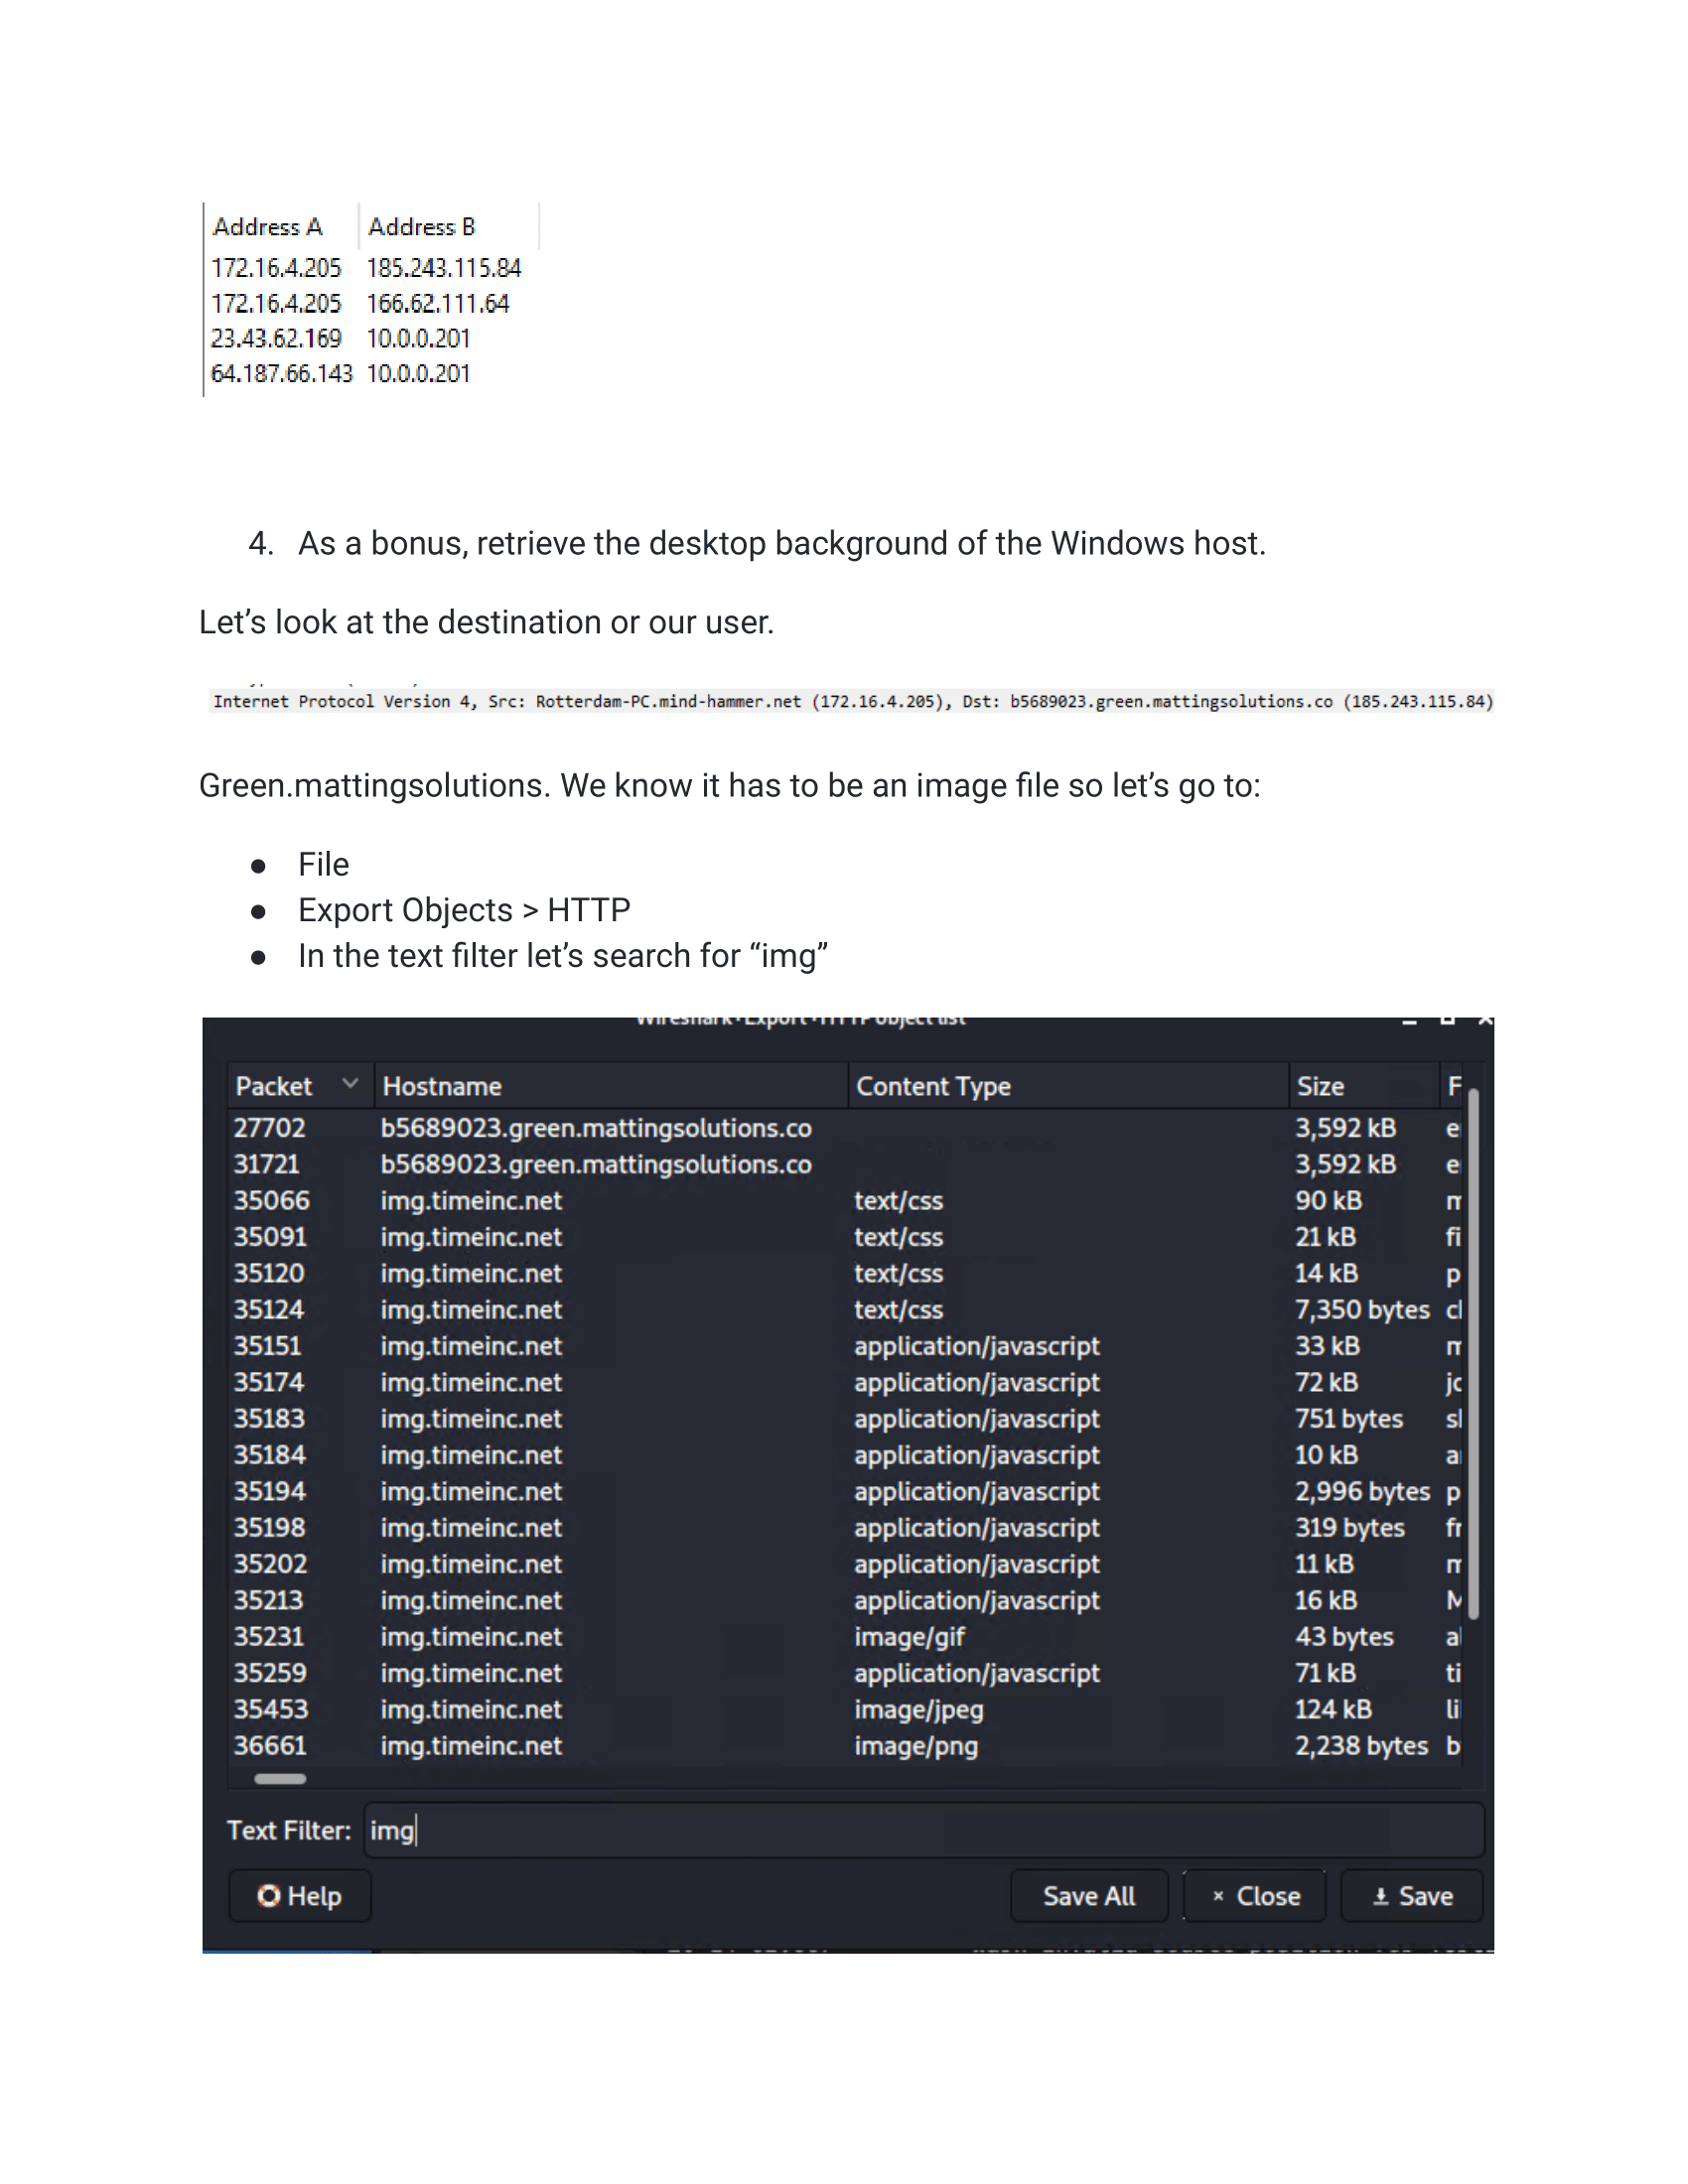 Address A Address B
172.16.4.205 185.243.115.84
172.16.4.205 166.62.111.64
23.43.62.169 10.0.0.201
64.187.66.143 10.0.0.201
4. As a bonus, retrieve the desktop background of the Windows host.
Let’s look at the destination or our user.
Internet Protocol Version 4, Src: Rotterdam-PC.mind-hammer.net (172.16.4.205), Dst: b5689023.green.mattingsolutions.co (185.243.115.84)
Green.mattingsolutions. We know it has to be an image file so let’s go to:
● File
● Export Objects > HTTP
● In the text filter let’s search for “img”
Wireshark · Export · HTTP object list
Packet Hostname Content Type Size F
27702 b5689023.green.mattingsolutions.co 3,592 kB e
31721 b5689023.green.mattingsolutions.co 3,592 kB e
35066 img.timeinc.net text/css 90 kB m
35091 img.timeinc.net text/css 21 kB fi
35120 img.timeinc.net text/css 14 kB p
35124 img.timeinc.net text/css 7,350 bytes cl
35151 img.timeinc.net application/javascript 33 kB m
35174 img.timeinc.net application/javascript 72 kB jc
35183 img.timeinc.net application/javascript 751 bytes sl
35184 img.timeinc.net application/javascript 10 kB a
35194 img.timeinc.net application/javascript 2,996 bytes p
35198 img.timeinc.net application/javascript 319 bytes fr
35202 img.timeinc.net application/javascript 11 kB m
35213 img.timeinc.net application/javascript 16 kB M
35231 img.timeinc.net image/gif 43 bytes al
35259 img.timeinc.net application/javascript 71 kB ti
35453 img.timeinc.net image/jpeg 124 kB li
36661 img.timeinc.net image/png 2,238 bytes b
Text Filter: img
Help Save All × Close Save